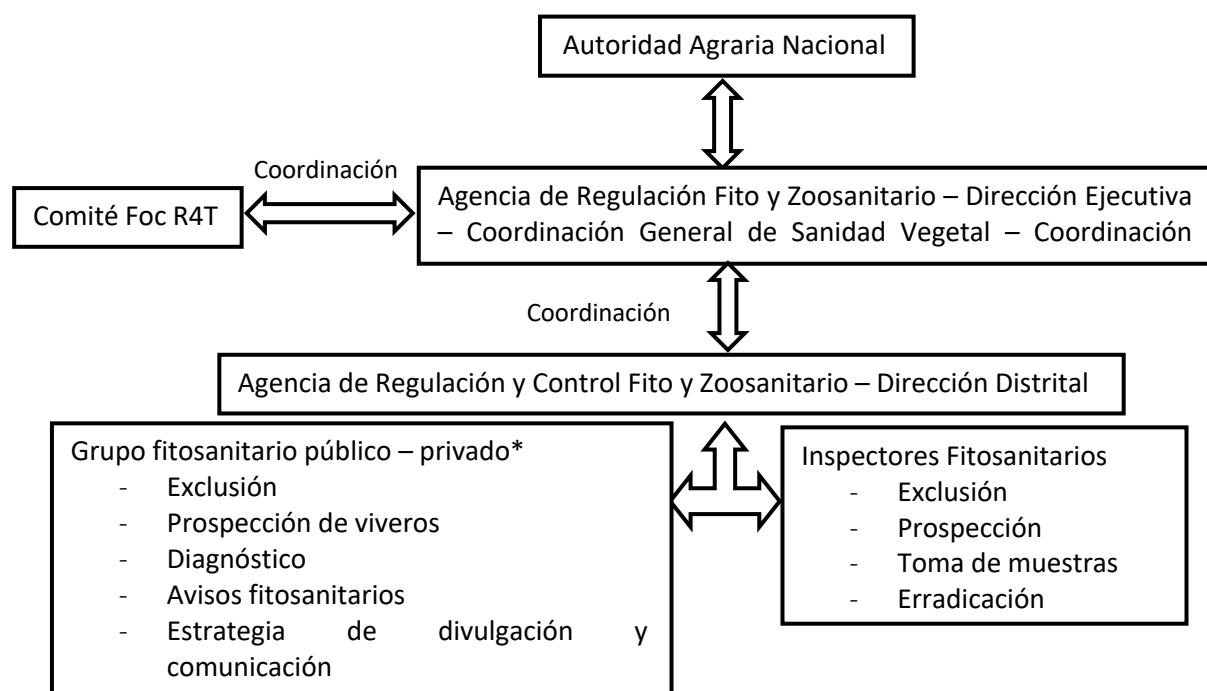 Autoridad Agraria Nacional
Coordinación
Comité Foc R4T
Agencia de Regulación Fito y Zoosanitario – Dirección Ejecutiva
– Coordinación General de Sanidad Vegetal – Coordinación
Coordinación
Agencia de Regulación y Control Fito y Zoosanitario – Dirección Distrital
Grupo fitosanitario público – privado*
- Exclusión
- Prospección de viveros
- Diagnóstico
- Avisos fitosanitarios
- Estrategia de divulgación y
comunicación
Inspectores Fitosanitarios
- Exclusión
- Prospección
- Toma de muestras
- Erradicación